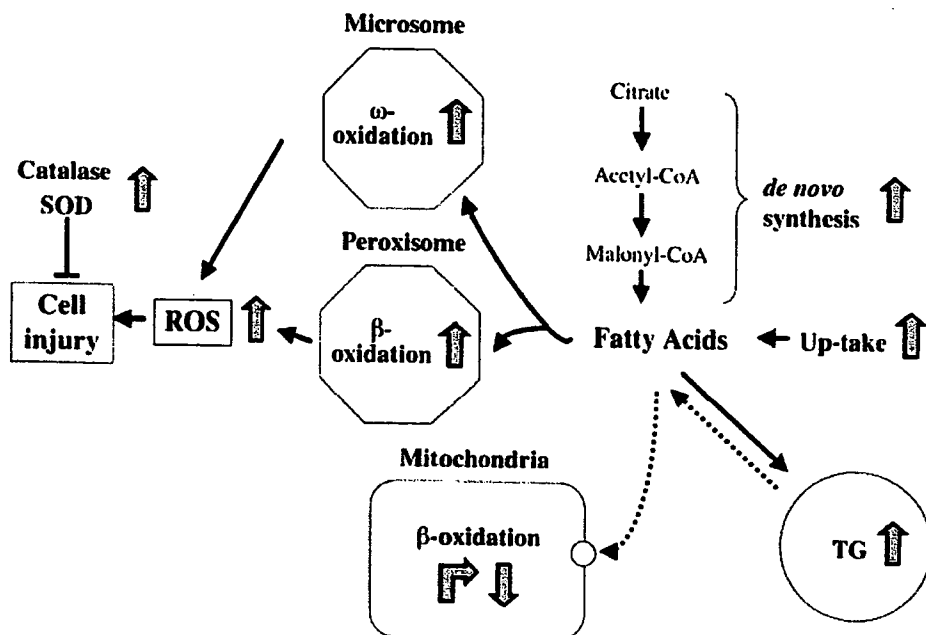 Microsome
ω-
oxidation
Catalase
SOD
Cell
injury
ROS
Peroxisome
β-
oxidation
Citrate
Acetyl-CoA
Malonyl-CoA
de novo
synthesis
Fatty Acids
Up-take
Mitochondria
β-oxidation
TG